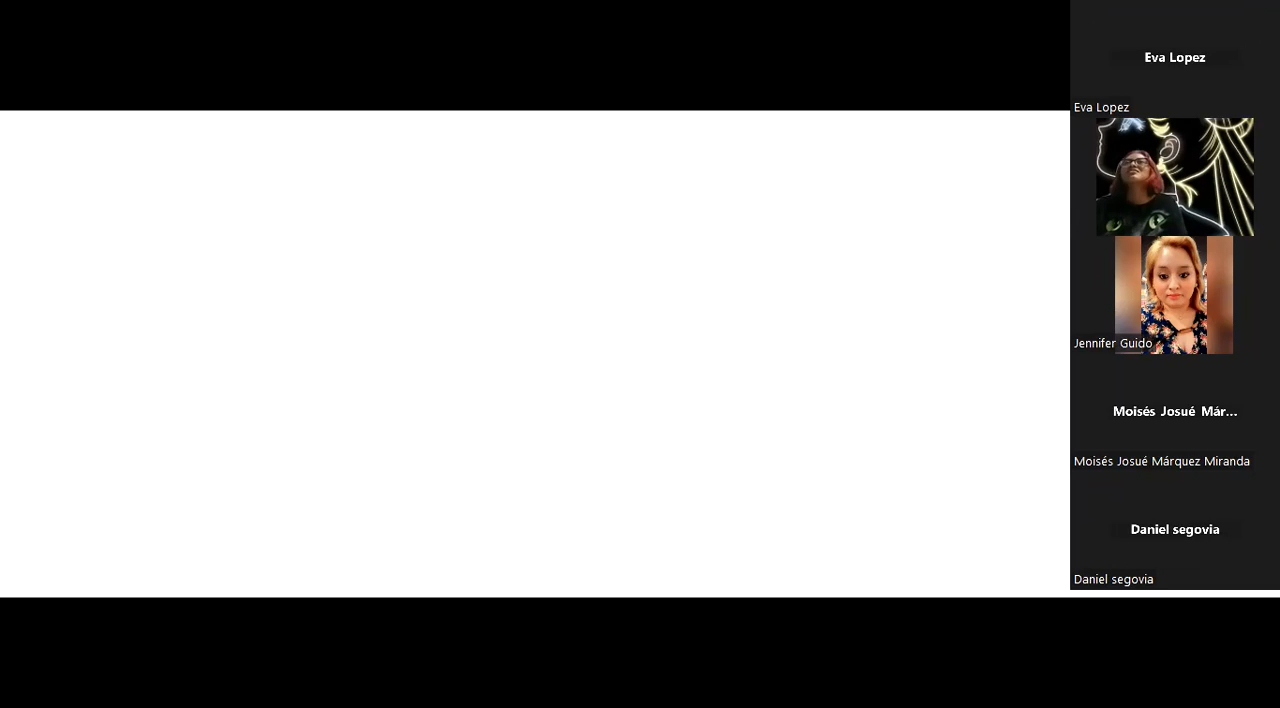 Eva Lopez
Eva Lopez
Jennifer Guido
Moisés Josué Már...
Moisés Josué Márquez Miranda
Daniel segovia
Daniel segovia